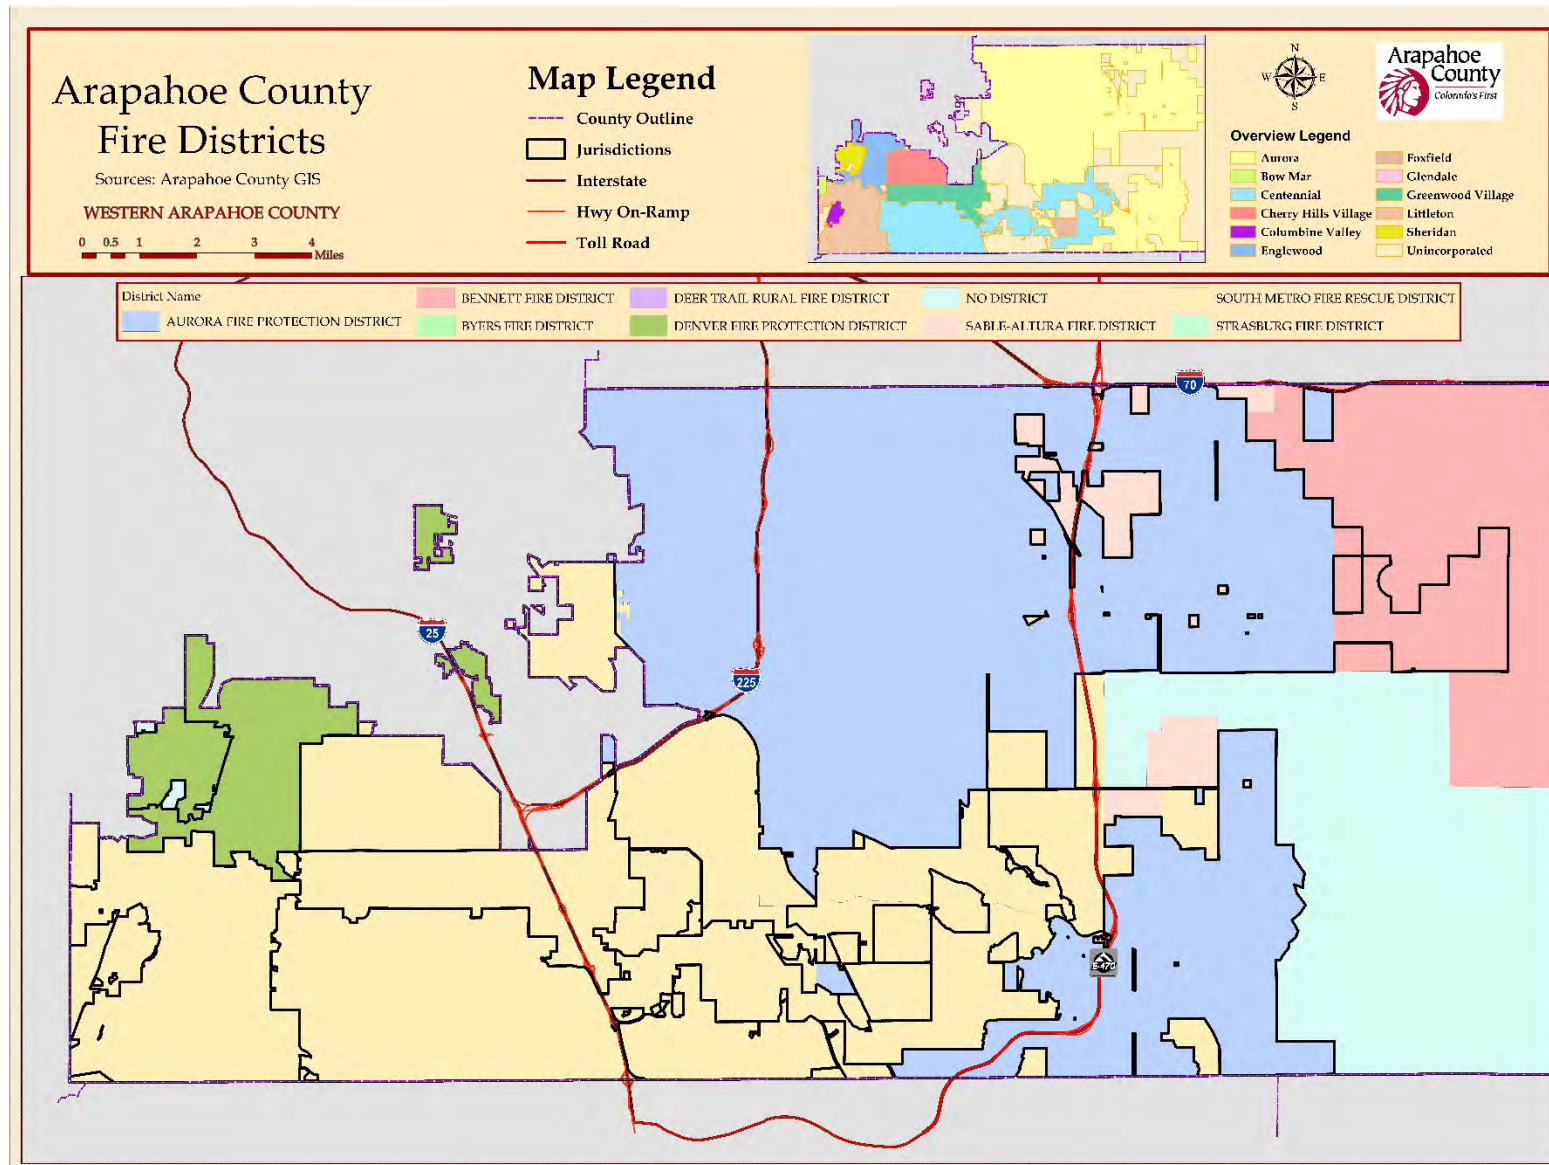 Arapahoe County
Fire Districts
Sources: Arapahoe County GIS
WESTERN ARAPAHOE COUNTY
0 0.5 1 2 3 4
Miles
Map Legend
County Outline
Jurisdictions
Interstate
Hwy On-Ramp
Toll Road
N
W E
S
Arapahoe
County
Colorado's First
Overview Legend
Aurora
Bow Mar
Centennial
Cherry Hills Village
Columbine Valley
Englewood
Foxfield
Glendale
Greenwood Village
Littleton
Sheridan
Unincorporated
District Name
AURORA FIRE PROTECTION DISTRICT
BENNETT FIRE DISTRICT
BYERS FIRE DISTRICT
DEER TRAIL RURAL FIRE DISTRICT
DENVER FIRE PROTECTION DISTRICT
NO DISTRICT
SABLE-ALTURA FIRE DISTRICT
SOUTH METRO FIRE RESCUE DISTRICT
STRASBURG FIRE DISTRICT
70
25
225
E-470